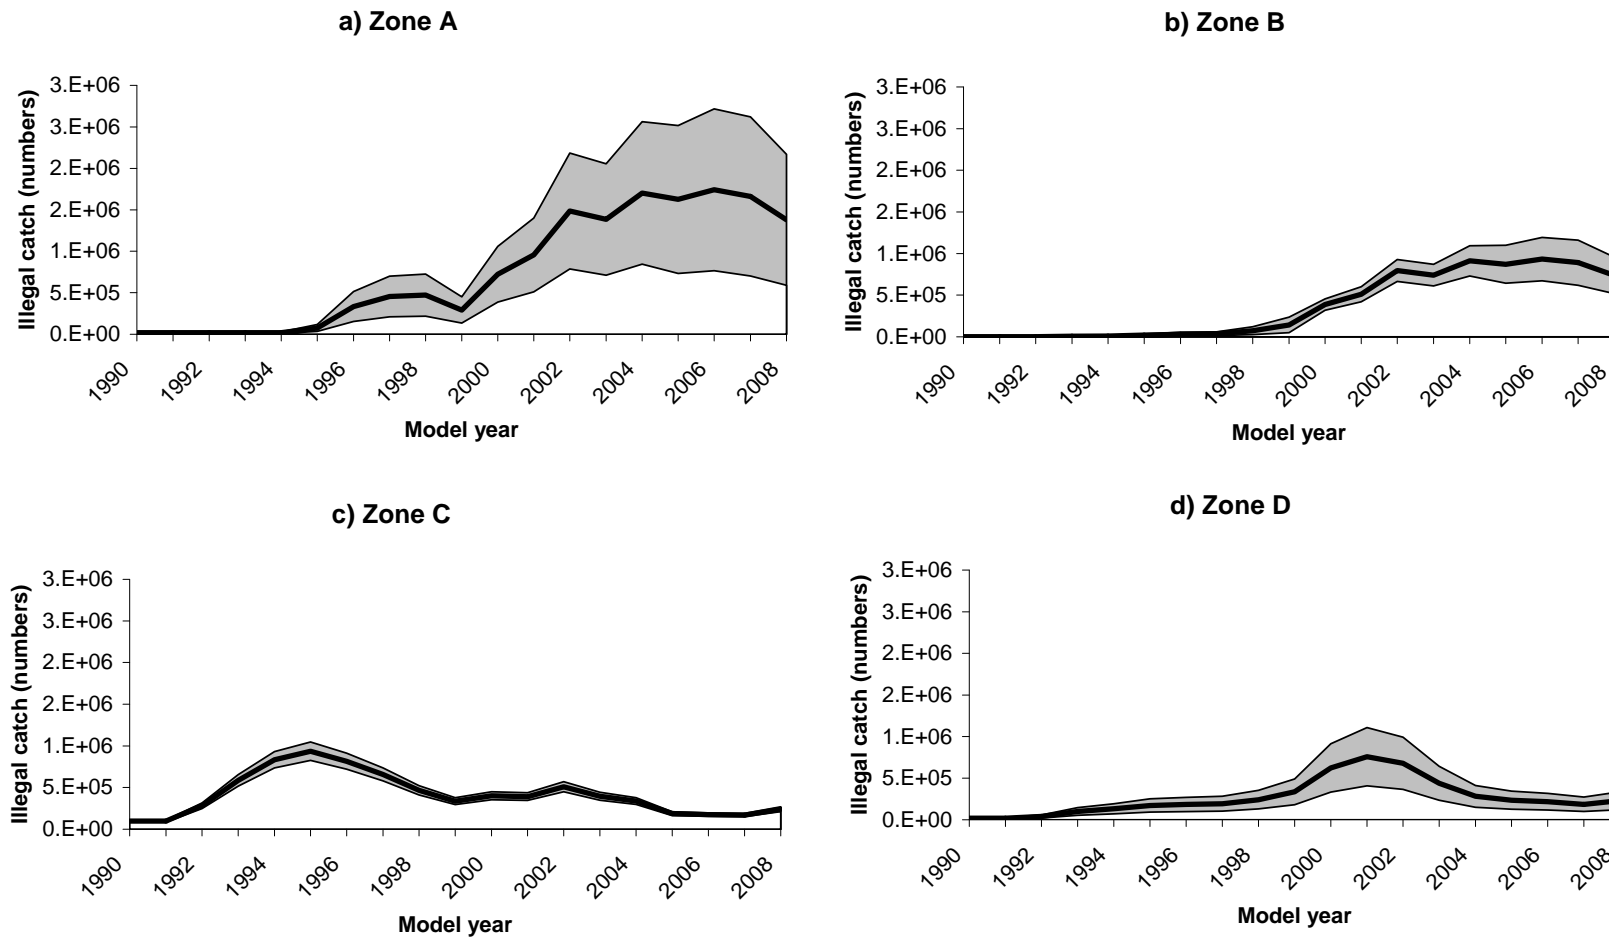 a) Zone A
Illegal catch (numbers)
3.E+06
3.E+06
2.E+06
2.E+06
1.E+06
5.E+05
0.E+00
1990
1992
1994
1996
1998
2000
2002
2004
2006
2008
Model year
b) Zone B
Illegal catch (numbers)
3.E+06
3.E+06
2.E+06
2.E+06
1.E+06
5.E+05
0.E+00
1990
1992
1994
1996
1998
2000
2002
2004
2006
2008
Model year
c) Zone C
Illegal catch (numbers)
3.E+06
3.E+06
2.E+06
2.E+06
1.E+06
5.E+05
0.E+00
1990
1992
1994
1996
1998
2000
2002
2004
2006
2008
Model year
d) Zone D
Illegal catch (numbers)
3.E+06
3.E+06
2.E+06
2.E+06
1.E+06
5.E+05
0.E+00
1990
1992
1994
1996
1998
2000
2002
2004
2006
2008
Model year